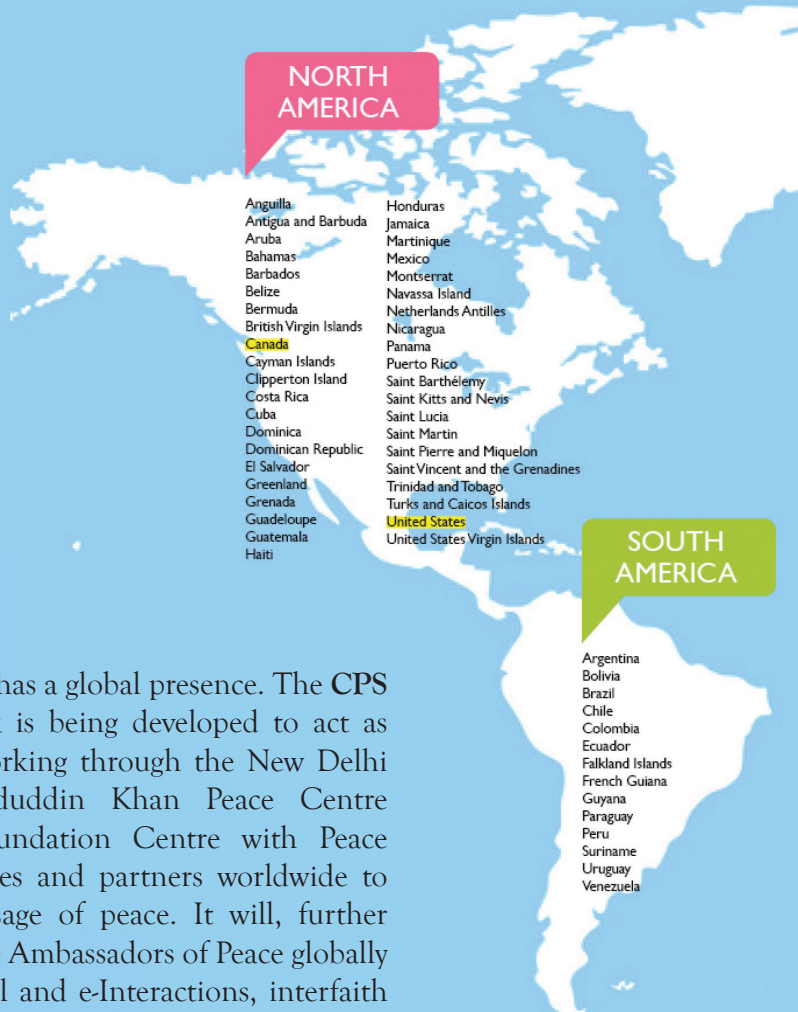 NORTH
AMERICA
Anguilla
Antigua and Barbuda
Aruba
Bahamas
Barbados
Belize
Bermuda
British Virgin Islands
Canada
Cayman Islands
Clipperton Island
Costa Rica
Cuba
Dominica
Dominican Republic
El Salvador
Greenland
Grenada
Guadeloupe
Guatemala
Haiti
Honduras
Jamaica
Martinique
Mexico
Montserrat
Navassa Island
Netherlands Antilles
Nicaragua
Panama
Puerto Rico
Saint Barthélemy
Saint Kitts and Nevis
Saint Lucia
Saint Martin
Saint Pierre and Miquelon
Saint Vincent and the Grenadines
Trinidad and Tobago
Turks and Caicos Islands
United States
United States Virgin Islands
SOUTH
AMERICA
Argentina
Bolivia
Brazil
Chile
Colombia
Ecuador
Falkland Islands
French Guiana
Guyana
Paraguay
Peru
Suriname
Uruguay
Venezuela
has a global presence. The CPS
is being developed to act as
orking through the New Delhi
duddin Khan Peace Centre
undation Centre with Peace
es and partners worldwide to
sage of peace. It will, further
Ambassadors of Peace globally
l and e-Interactions, interfaith